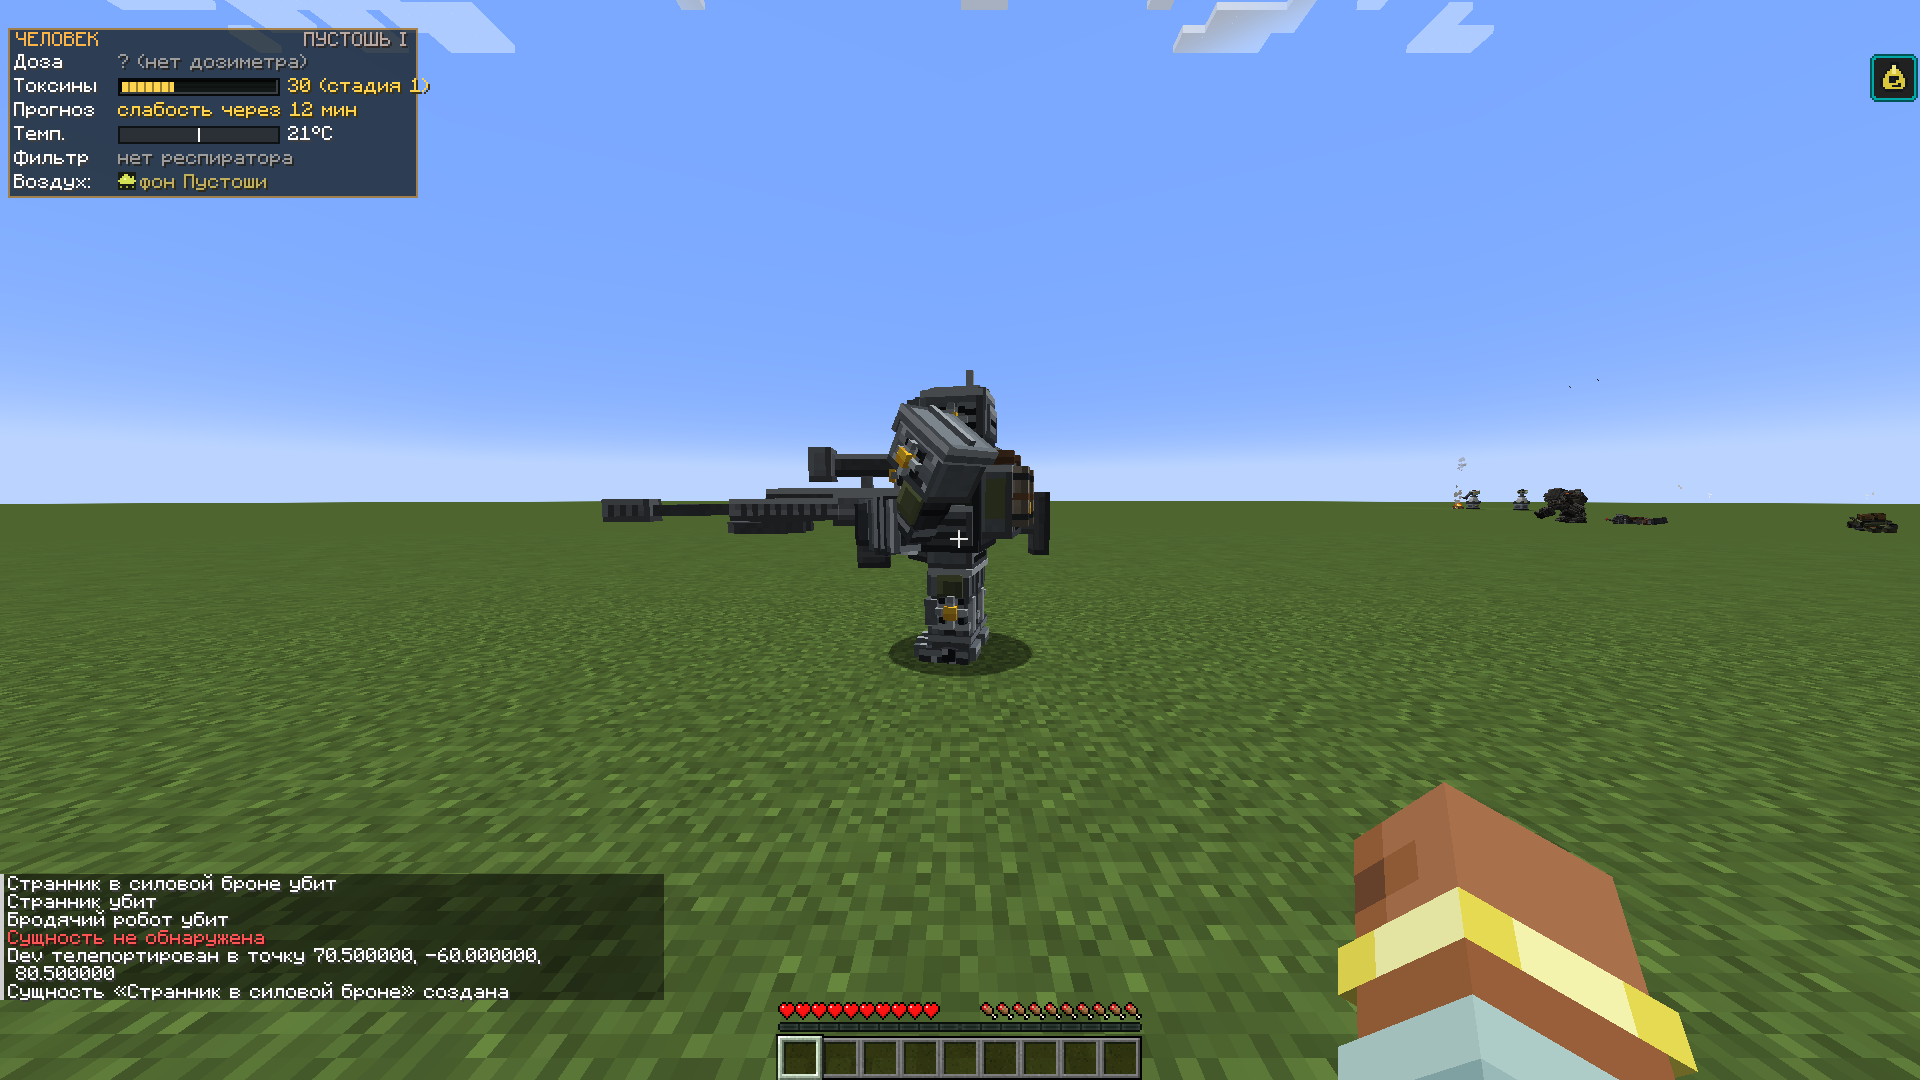 ЧЕЛОВЕК ПУСТОШЬ I
Доза ? (нет дозиметра)
Токсины 30 (стадия 1)
Прогноз слабость через 12 мин
Темп. 21°C
Фильтр нет респиратора
Воздух: фон Пустоши
Странник в силовой броне убит
Странник убит
Бродячий робот убит
Сущность не обнаружена
Dev телепортирован в точку 70.500000, -60.000000,
80.500000
Сущность «Странник в силовой броне» создана